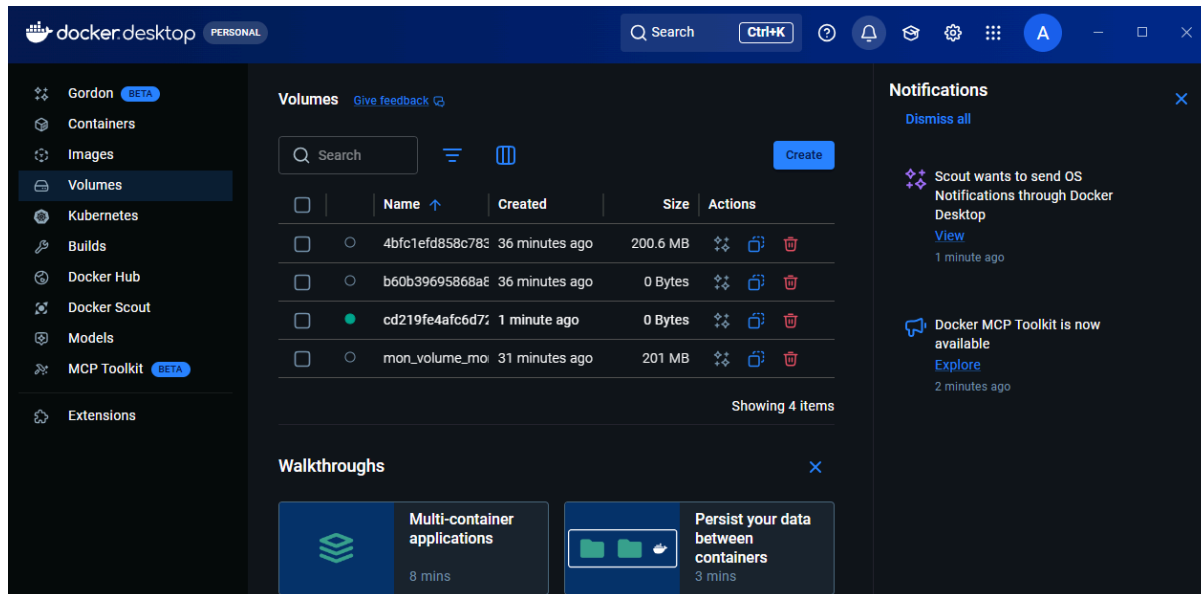 docker.desktop PERSONAL Search Ctrl+K A
Gordon BETA
Containers
Images
Volumes
Kubernetes
Builds
Docker Hub
Docker Scout
Models
MCP Toolkit BETA
Extensions
Volumes Give feedback
Search Create
Name Created Size Actions
4bfc1efd858c783 36 minutes ago 200.6 MB
b60b39695868a8 36 minutes ago 0 Bytes
cd219fe4afc6d72 1 minute ago 0 Bytes
mon_volume_mo 31 minutes ago 201 MB
Showing 4 items
Walkthroughs
Multi-container
applications
8 mins
Persist your data
between
containers
3 mins
Notifications
Dismiss all
Scout wants to send OS
Notifications through Docker
Desktop
View
1 minute ago
Docker MCP Toolkit is now
available
Explore
2 minutes ago